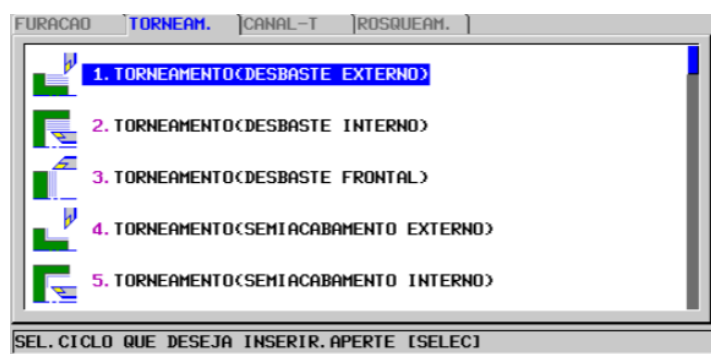 FURACAO TORNEAM. CANAL-T ROSQUEAM.
1.TORNEAMENTO(DESBASTE EXTERNO)
2.TORNEAMENTO(DESBASTE INTERNO)
3.TORNEAMENTO(DESBASTE FRONTAL)
4.TORNEAMENTO(SEMIACABAMENTO EXTERNO)
5.TORNEAMENTO(SEMIACABAMENTO INTERNO)
SEL.CICLO QUE DESEJA INSERIR.APERTE [SELEC]